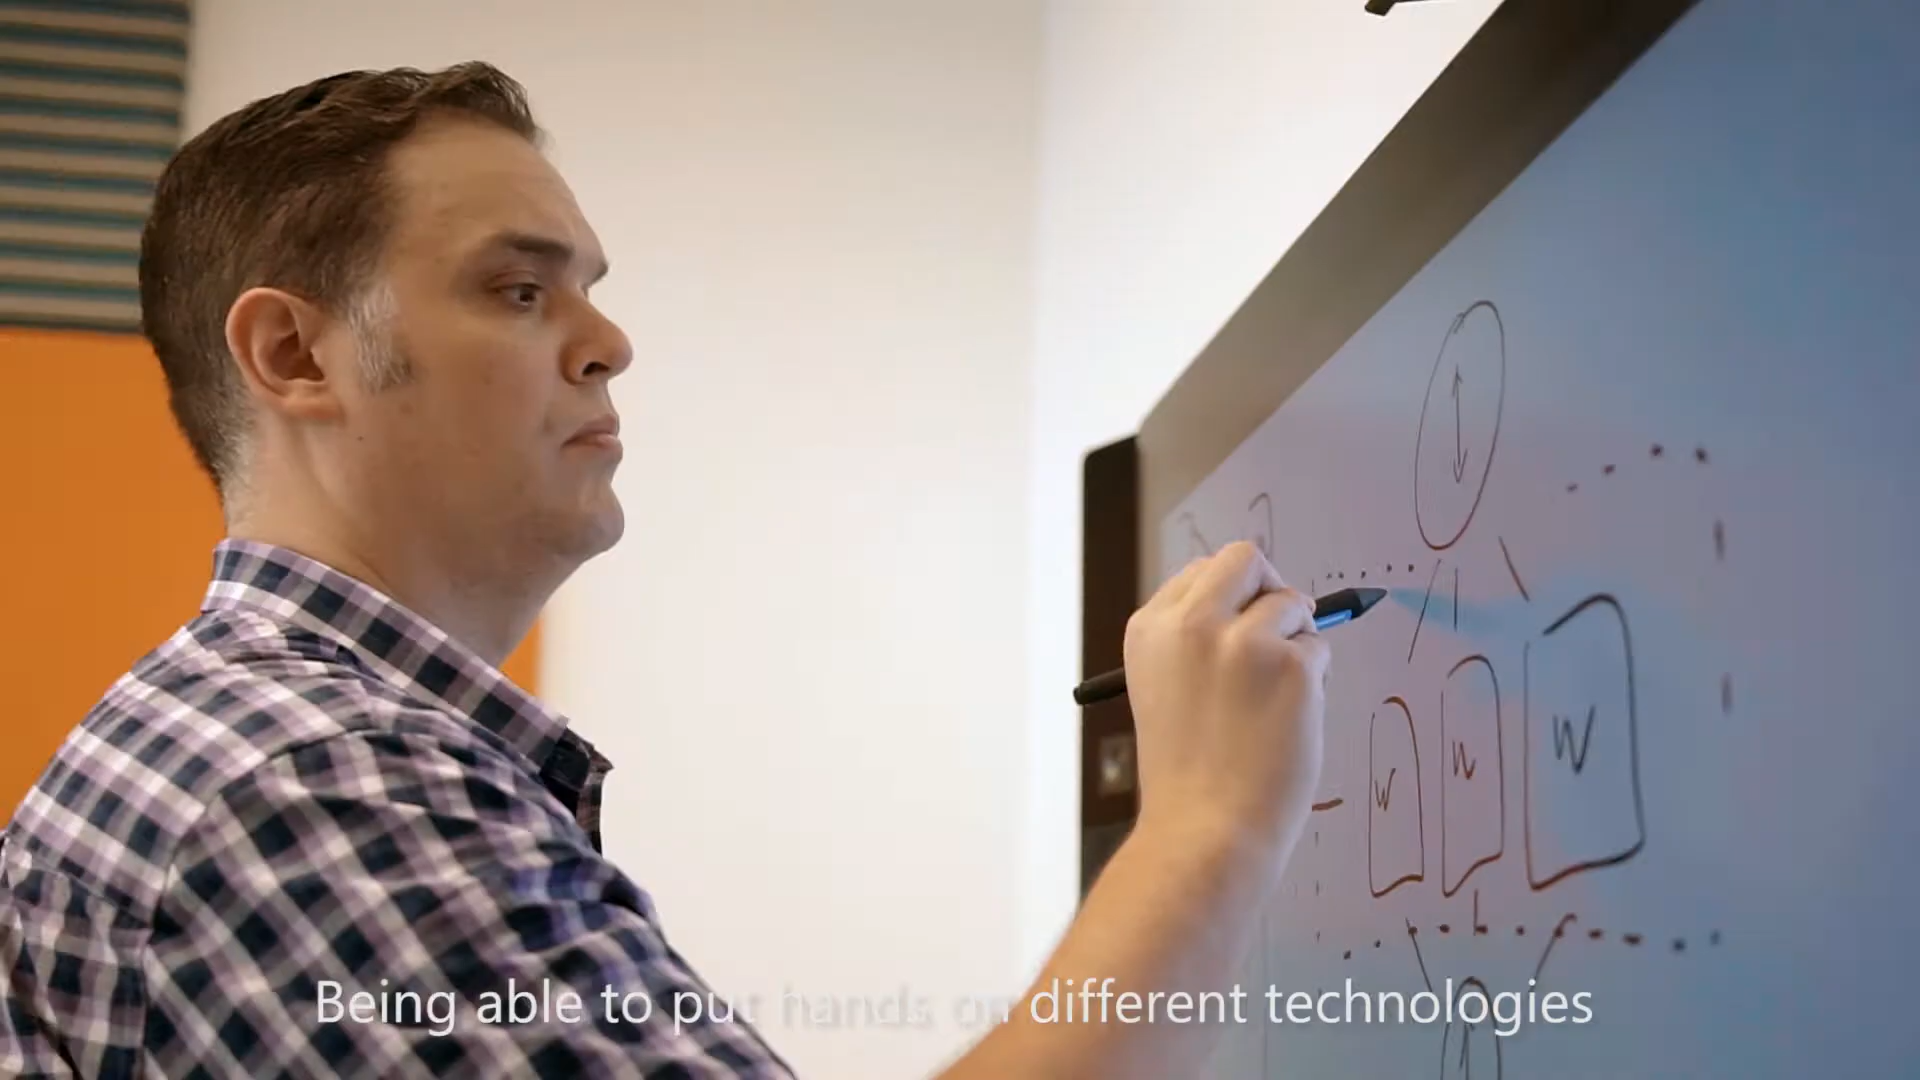 W W W
Being able to put hands on different technologies